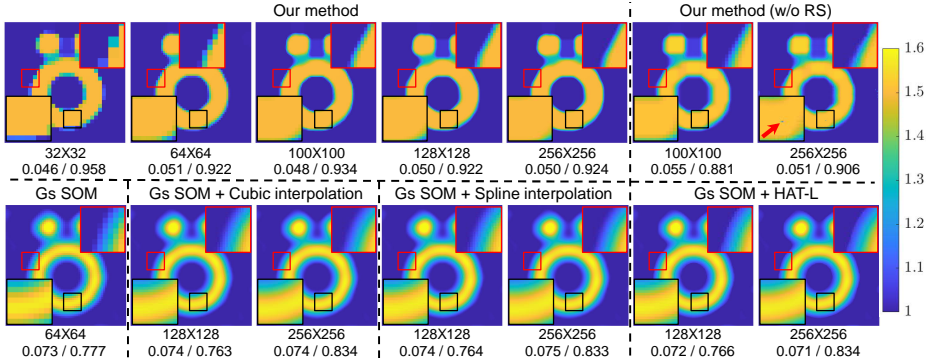 Our method
Our method (w/o RS)
32X32
64X64
100X100
128X128
256X256
100X100
256X256
0.046 / 0.958
0.051 / 0.922
0.048 / 0.934
0.050 / 0.922
0.050 / 0.924
0.055 / 0.881
0.051 / 0.906
Gs SOM
Gs SOM + Cubic interpolation
Gs SOM + Spline interpolation
Gs SOM + HAT-L
64X64
128X128
256X256
128X128
256X256
128X128
256X256
0.073 / 0.777
0.074 / 0.763
0.074 / 0.834
0.074 / 0.764
0.075 / 0.833
0.072 / 0.766
0.071 / 0.834
1.6
1.5
1.4
1.3
1.2
1.1
1